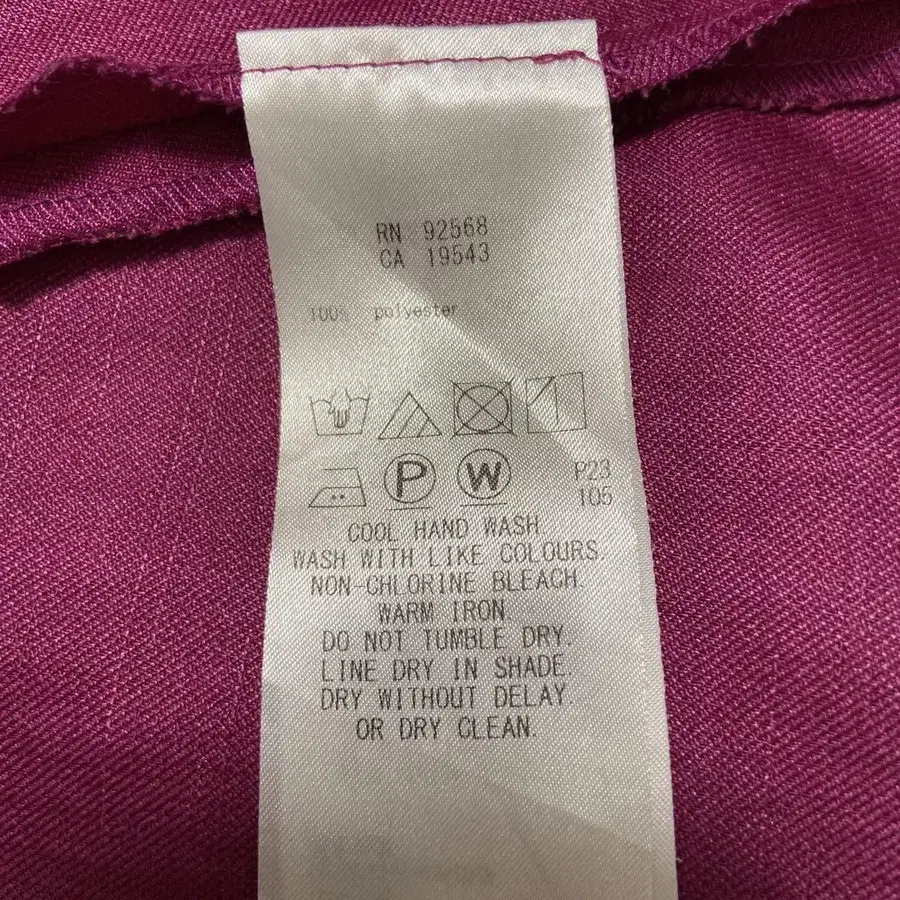 RN 92568
CA 19543
100% polyester
P W P23
105
COOL HAND WASH
WASH WITH LIKE COLOURS.
NON-CHLORINE BLEACH.
WARM IRON.
DO NOT TUMBLE DRY.
LINE DRY IN SHADE.
DRY WITHOUT DELAY.
OR DRY CLEAN.